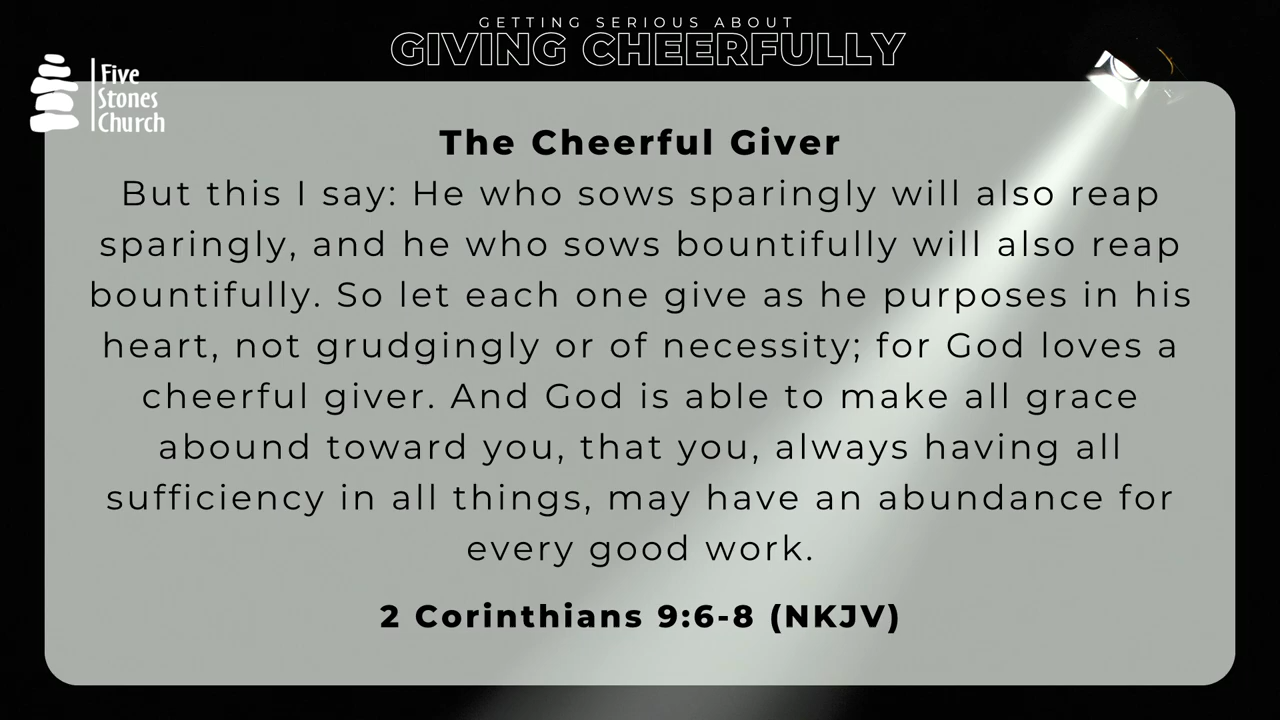 GETTING SERIOUS ABOUT
GIVING CHEERFULLY
Five
Stones
Church
The Cheerful Giver
But this I say: He who sows sparingly will also reap
sparingly, and he who sows bountifully will also reap
bountifully. So let each one give as he purposes in his
heart, not grudgingly or of necessity; for God loves a
cheerful giver. And God is able to make all grace
abound toward you, that you, always having all
sufficiency in all things, may have an abundance for
every good work.
2 Corinthians 9:6-8 (NKJV)